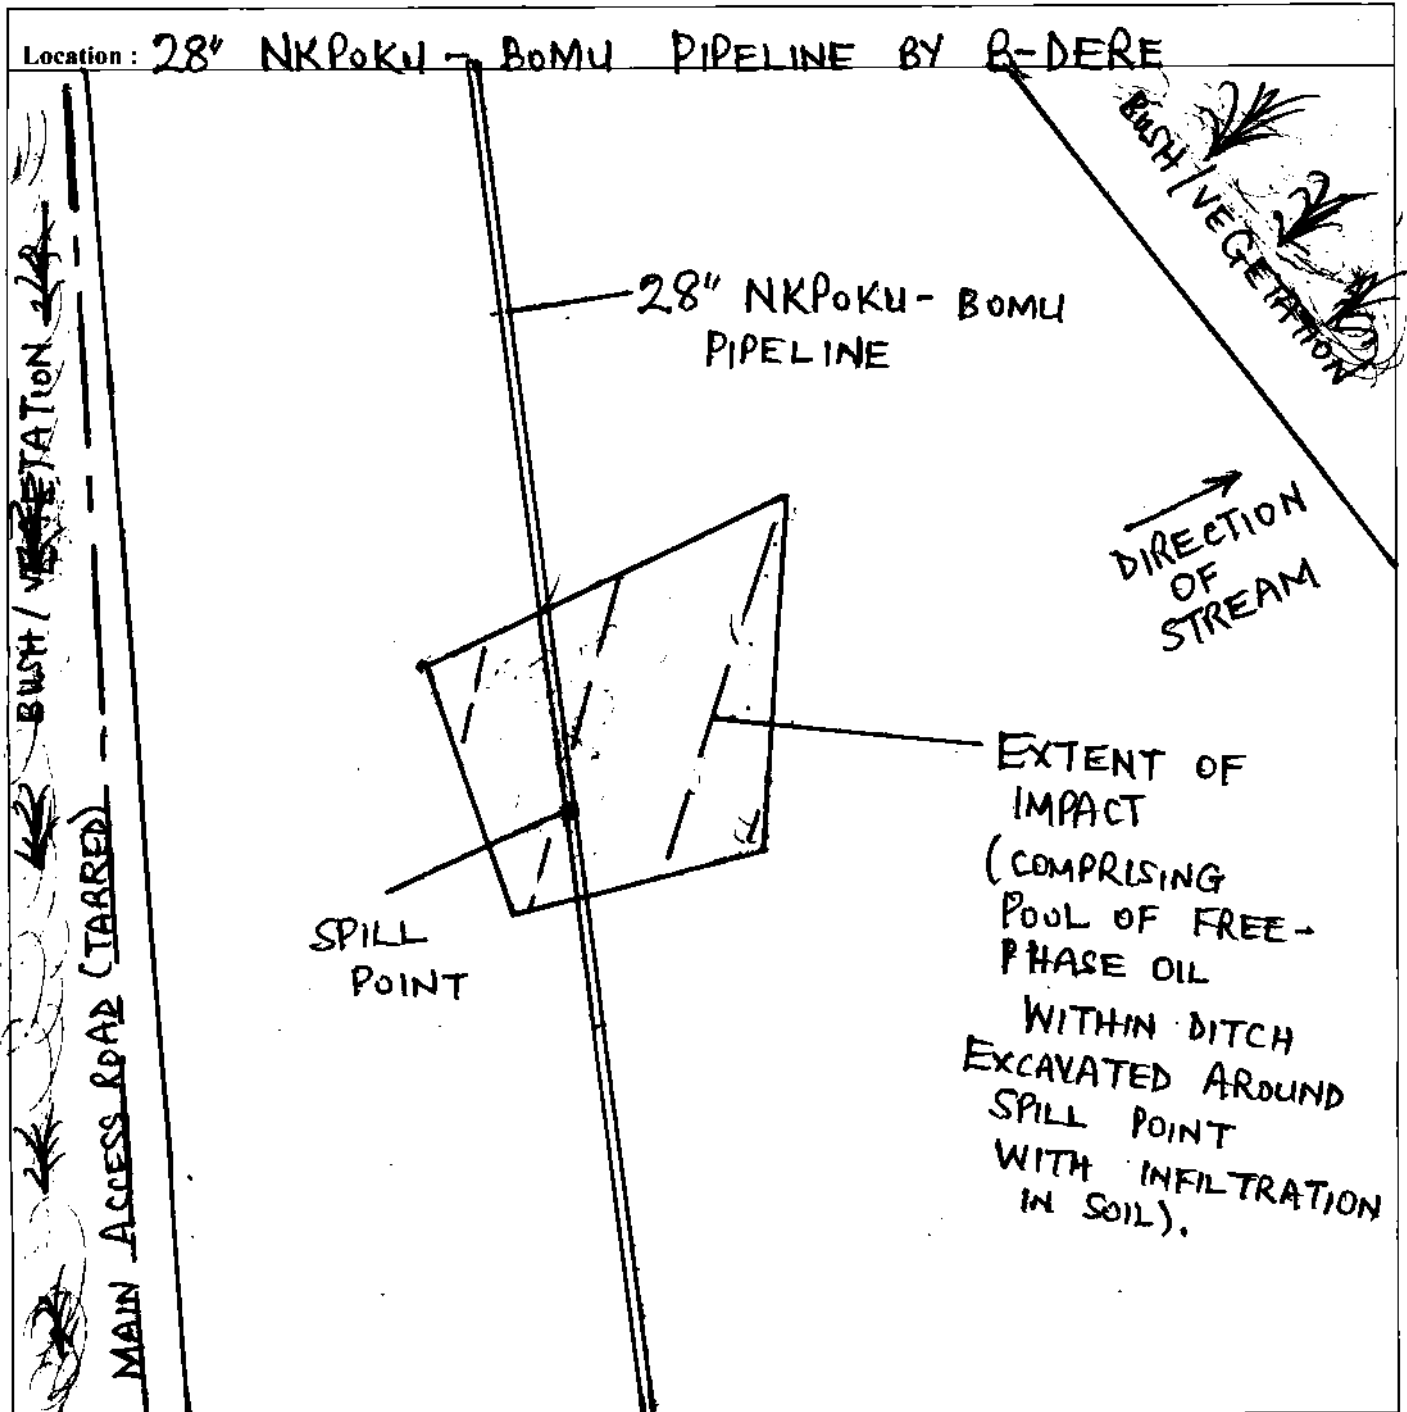 Location : 28" NKPOKU - BOMU PIPELINE BY B-DERE
BUSH / VEGETATION
28" NKPOKU - BOMU
PIPELINE
BUSH / VEGETATION
DIRECTION
OF
STREAM
EXTENT OF
IMPACT
(COMPRISING
POOL OF FREE-
PHASE OIL
WITHIN DITCH
EXCAVATED AROUND
SPILL POINT
WITH INFILTRATION
IN SOIL).
SPILL
POINT
MAIN ACCESS ROAD (TARRED)